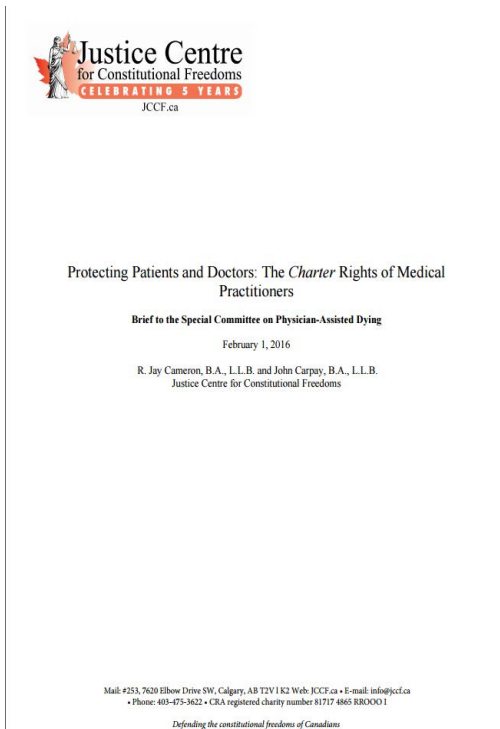 Justice Centre
for Constitutional Freedoms
CELEBRATING 5 YEARS
JCCF.ca
Protecting Patients and Doctors: The Charter Rights of Medical
Practitioners
Brief to the Special Committee on Physician-Assisted Dying
February 1, 2016
R. Jay Cameron, B.A., L.L.B. and John Carpay, B.A., L.L.B.
Justice Centre for Constitutional Freedoms
Mail: #253, 7620 Elbow Drive SW, Calgary, AB T2V l K2 Web: JCCF.ca • E-mail: info@jccf.ca
• Phone: 403-475-3622 • CRA registered charity number 81717 4865 RROOO I
Defending the constitutional freedoms of Canadians